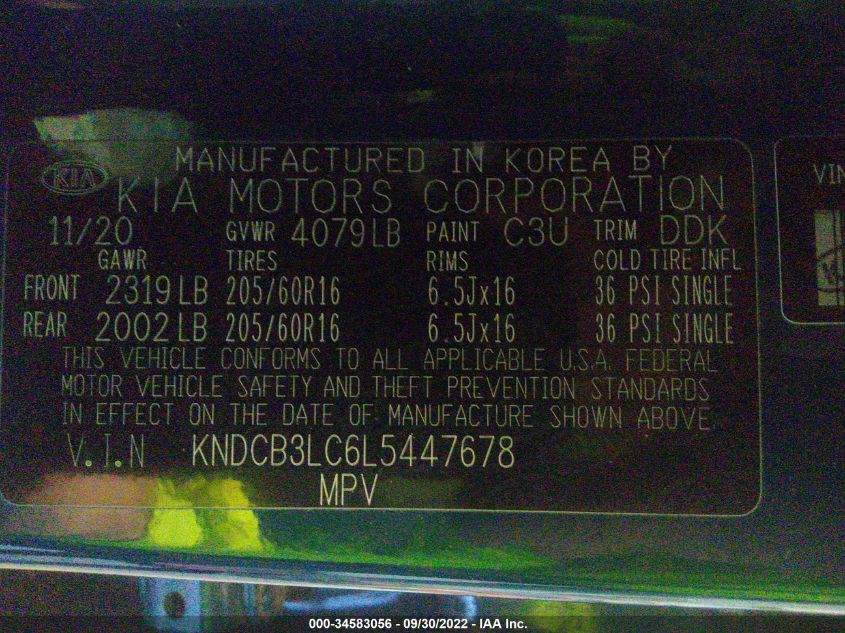 MANUFACTURED IN KOREA BY
KIA
KIA MOTORS CORPORATION
11/20 GVWR 4079LB PAINT C3U TRIM DDK
GAWR TIRES RIMS COLD TIRE INFL
FRONT 2319LB 205/60R16 6.5Jx16 36 PSI SINGLE
REAR 2002LB 205/60R16 6.5Jx16 36 PSI SINGLE
THIS VEHICLE CONFORMS TO ALL APPLICABLE U.S.A. FEDERAL
MOTOR VEHICLE SAFETY AND THEFT PREVENTION STANDARDS
IN EFFECT ON THE DATE OF MANUFACTURE SHOWN ABOVE.
V.I.N KNDCB3LC6L5447678
MPV
000-34583056 - 09/30/2022 - IAA Inc.